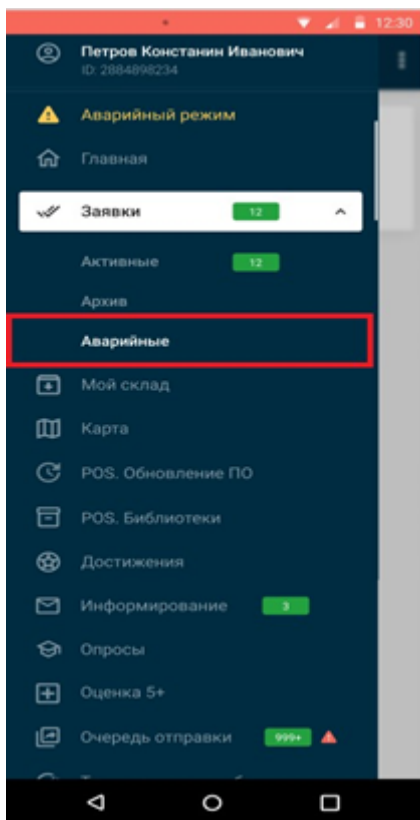 12:30
Петров Констанин Иванович
ID: 2884898234
Аварийный режим
Главная
Заявки 12
Активные 12
Архив
Аварийные
Мой склад
Карта
POS. Обновление ПО
POS. Библиотеки
Достижения
Информирование 3
Опросы
Оценка 5+
Очередь отправки 999+